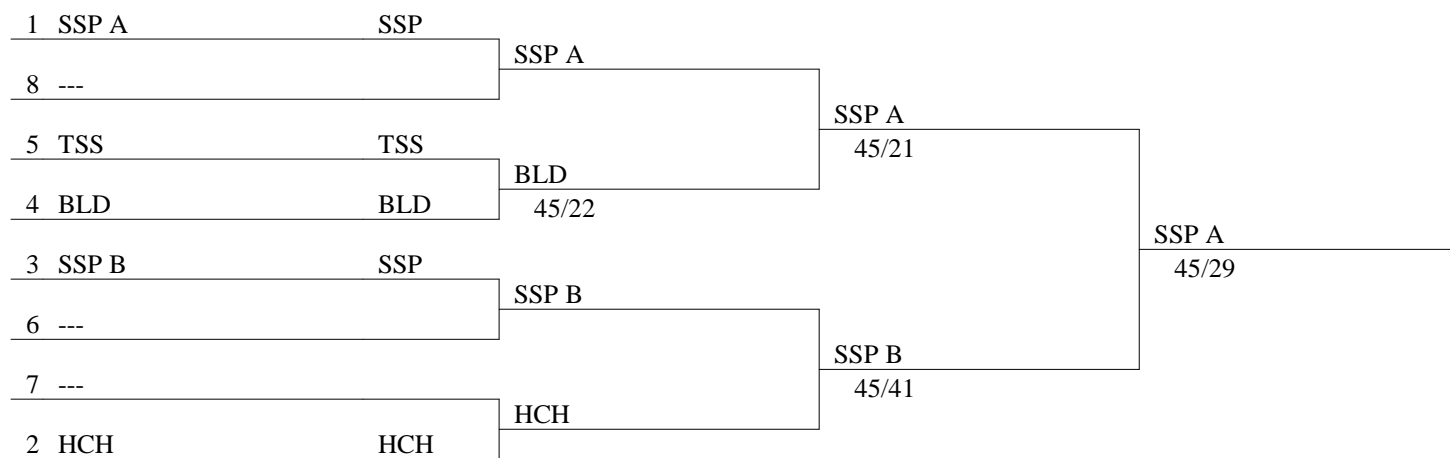 1 SSP A SSP
SSP A
8 ---
SSP A
5 TSS TSS
45/21
BLD
4 BLD BLD
45/22
SSP A
3 SSP B SSP
45/29
SSP B
6 ---
SSP B
7 ---
45/41
HCH
2 HCH HCH